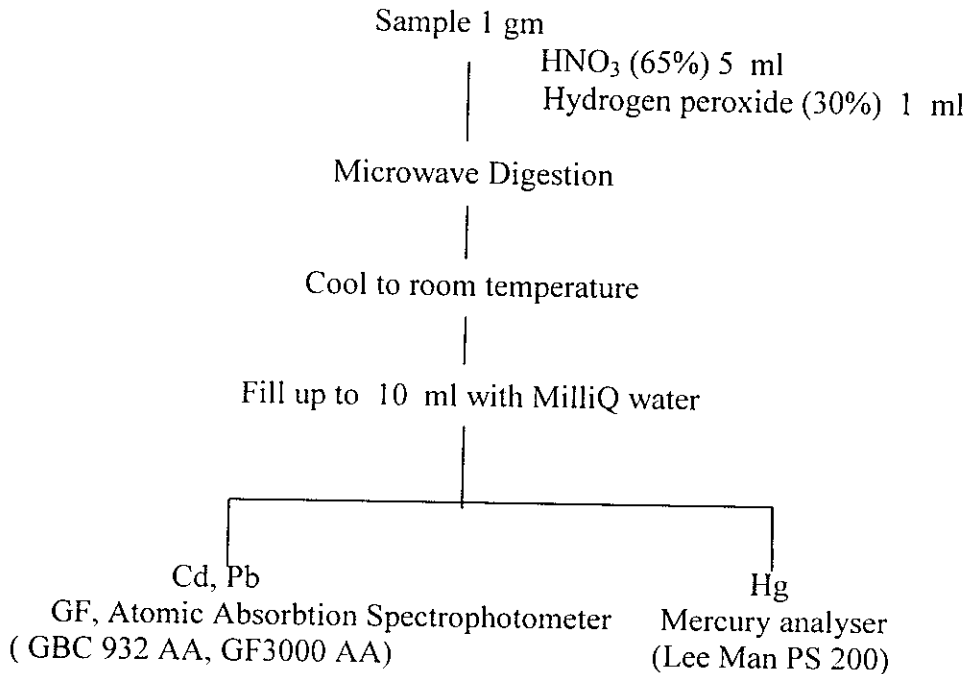 Sample 1 gm
HNO₃ (65%) 5 ml
Hydrogen peroxide (30%) 1 ml
Microwave Digestion
Cool to room temperature
Fill up to 10 ml with MilliQ water
Cd, Pb
GF, Atomic Absorbtion Spectrophotometer
( GBC 932 AA, GF3000 AA)
Hg
Mercury analyser
(Lee Man PS 200)